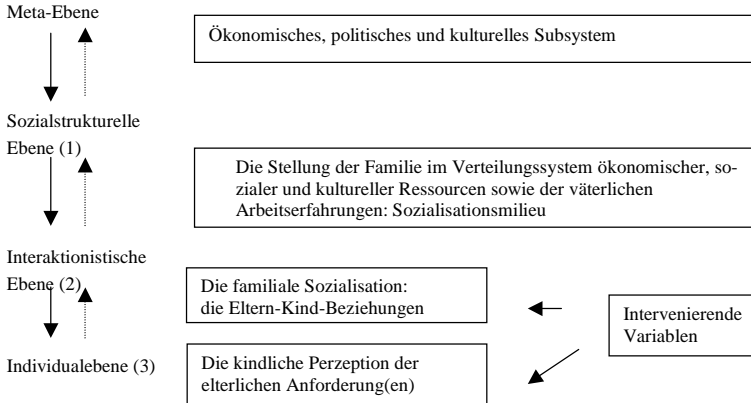 Meta-Ebene
Ökonomisches, politisches und kulturelles Subsystem
Sozialstrukturelle
Ebene (1)
Die Stellung der Familie im Verteilungssystem ökonomischer, so-
zialer und kultureller Ressourcen sowie der väterlichen
Arbeitserfahrungen: Sozialisationsmilieu
Interaktionistische
Ebene (2)
Die familiale Sozialisation:
die Eltern-Kind-Beziehungen
Intervenierende
Variablen
Individualebene (3)
Die kindliche Perzeption der
elterlichen Anforderung(en)